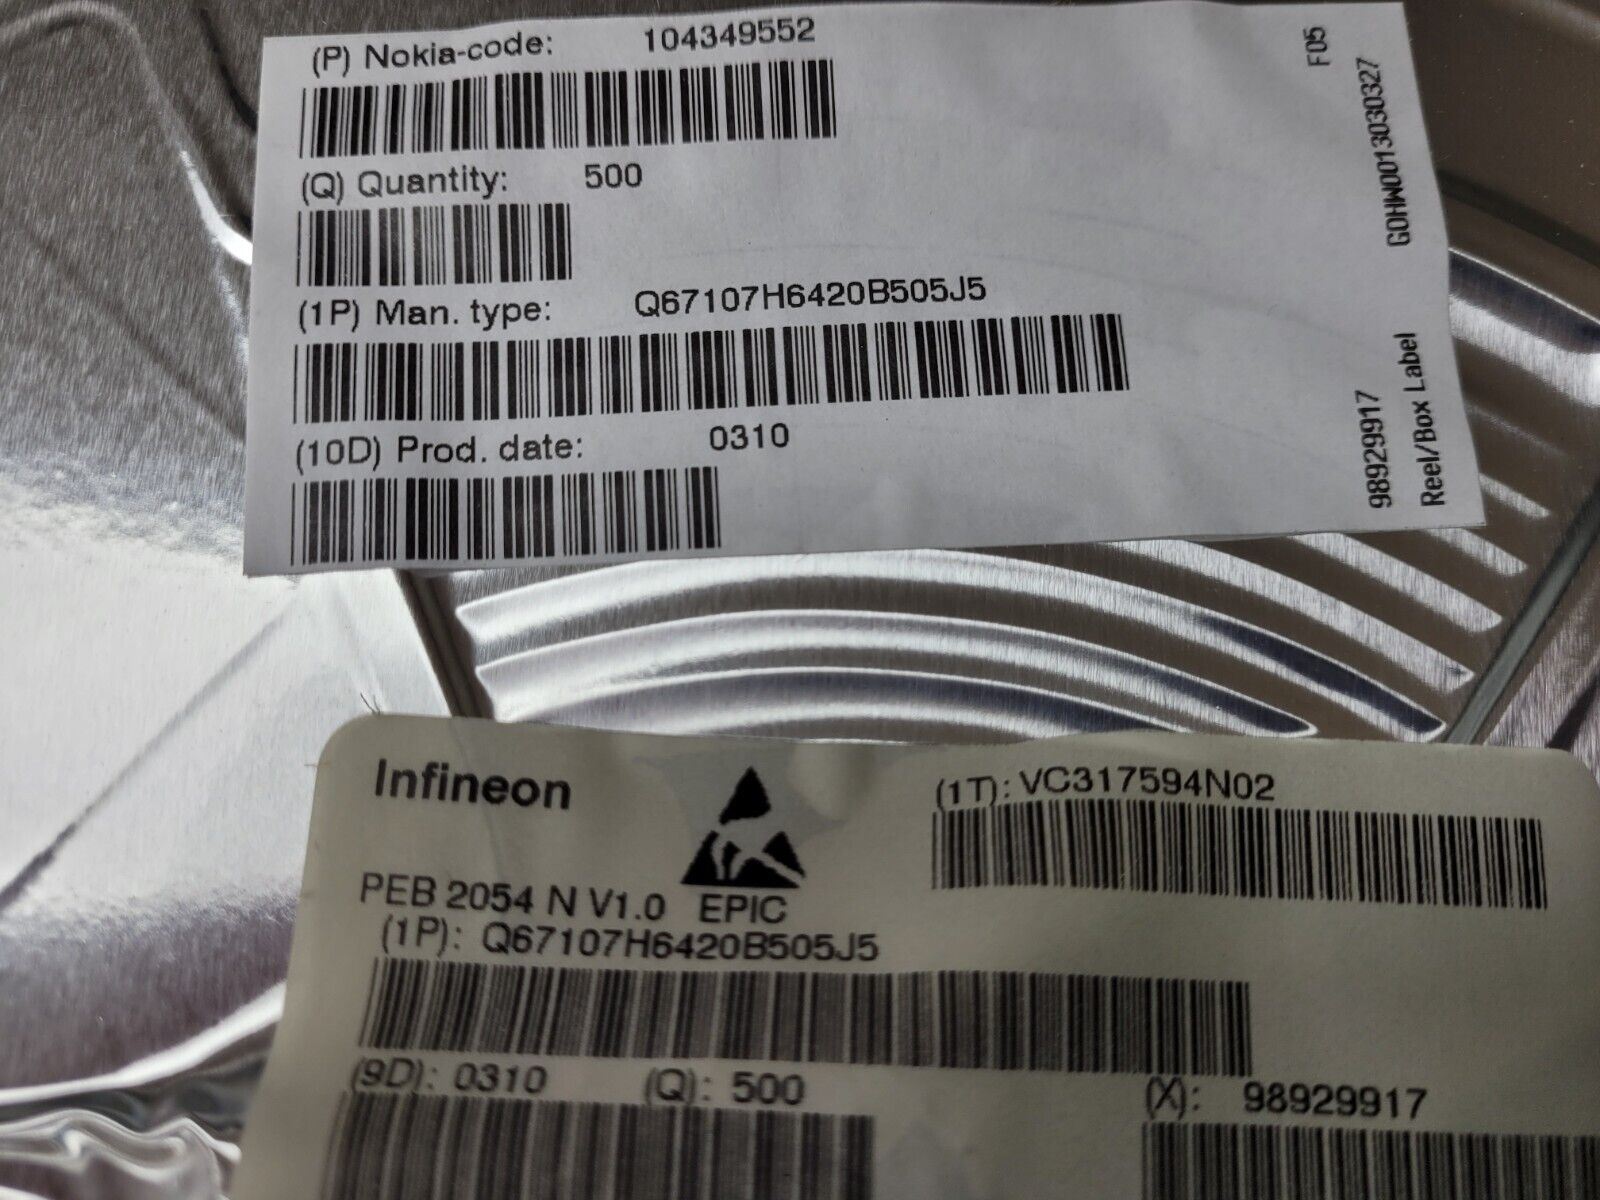 (P) Nokia-code: 104349552
(Q) Quantity: 500
(1P) Man. type: Q67107H6420B505J5
(10D) Prod. date: 0310
F05
GOHW001303030327
98929917
Reel/Box Label
Infineon
(1T): VC317594N02
PEB 2054 N V1.0 EPIC
(1P): Q67107H6420B505J5
(9D): 0310 (Q): 500 (X): 98929917